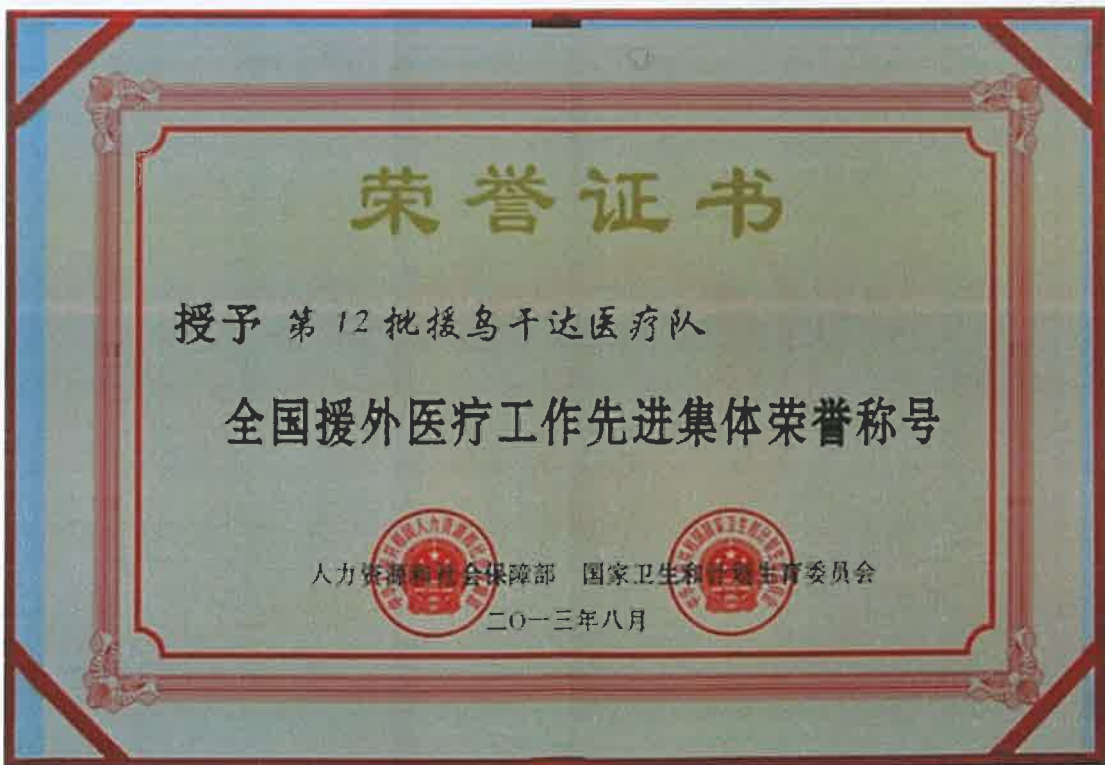 荣誉证书
授予 第12批援乌干达医疗队
全国援外医疗工作先进集体荣誉称号
人力资源和社会保障部 国家卫生和计划生育委员会
二〇一三年八月